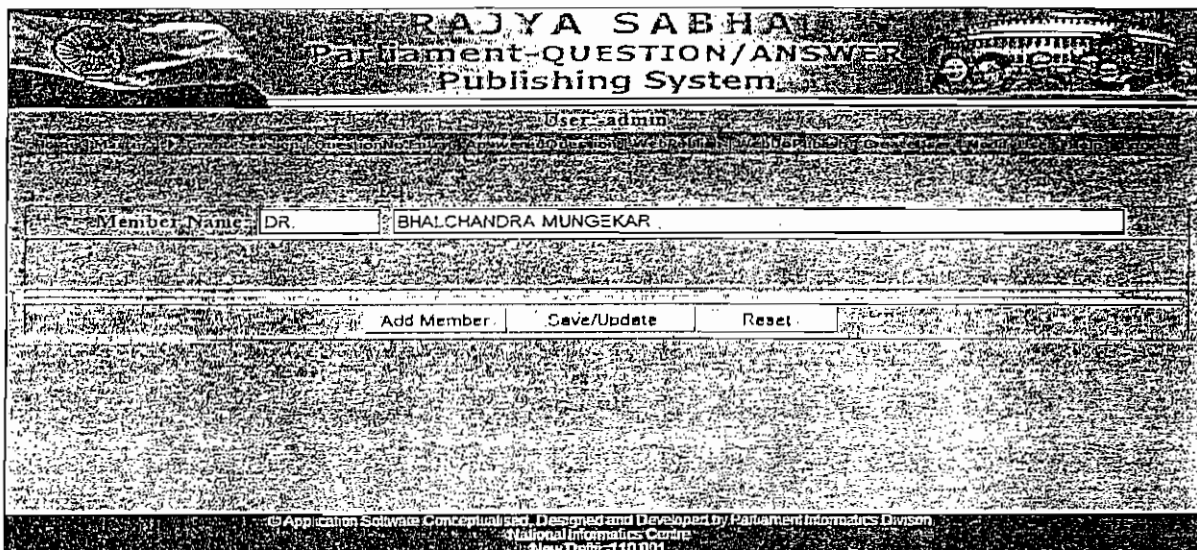 RAJYA SABHA
Parliament-QUESTION/ANSWER
Publishing System
User:-admin
Member Name DR. BHALCHANDRA MUNGEKAR
Add Member Save/Update Reset
Application Software Conceptualised, Designed and Developed by Parliament Informatics Divison
National Informatics Centre
New Delhi-110 001